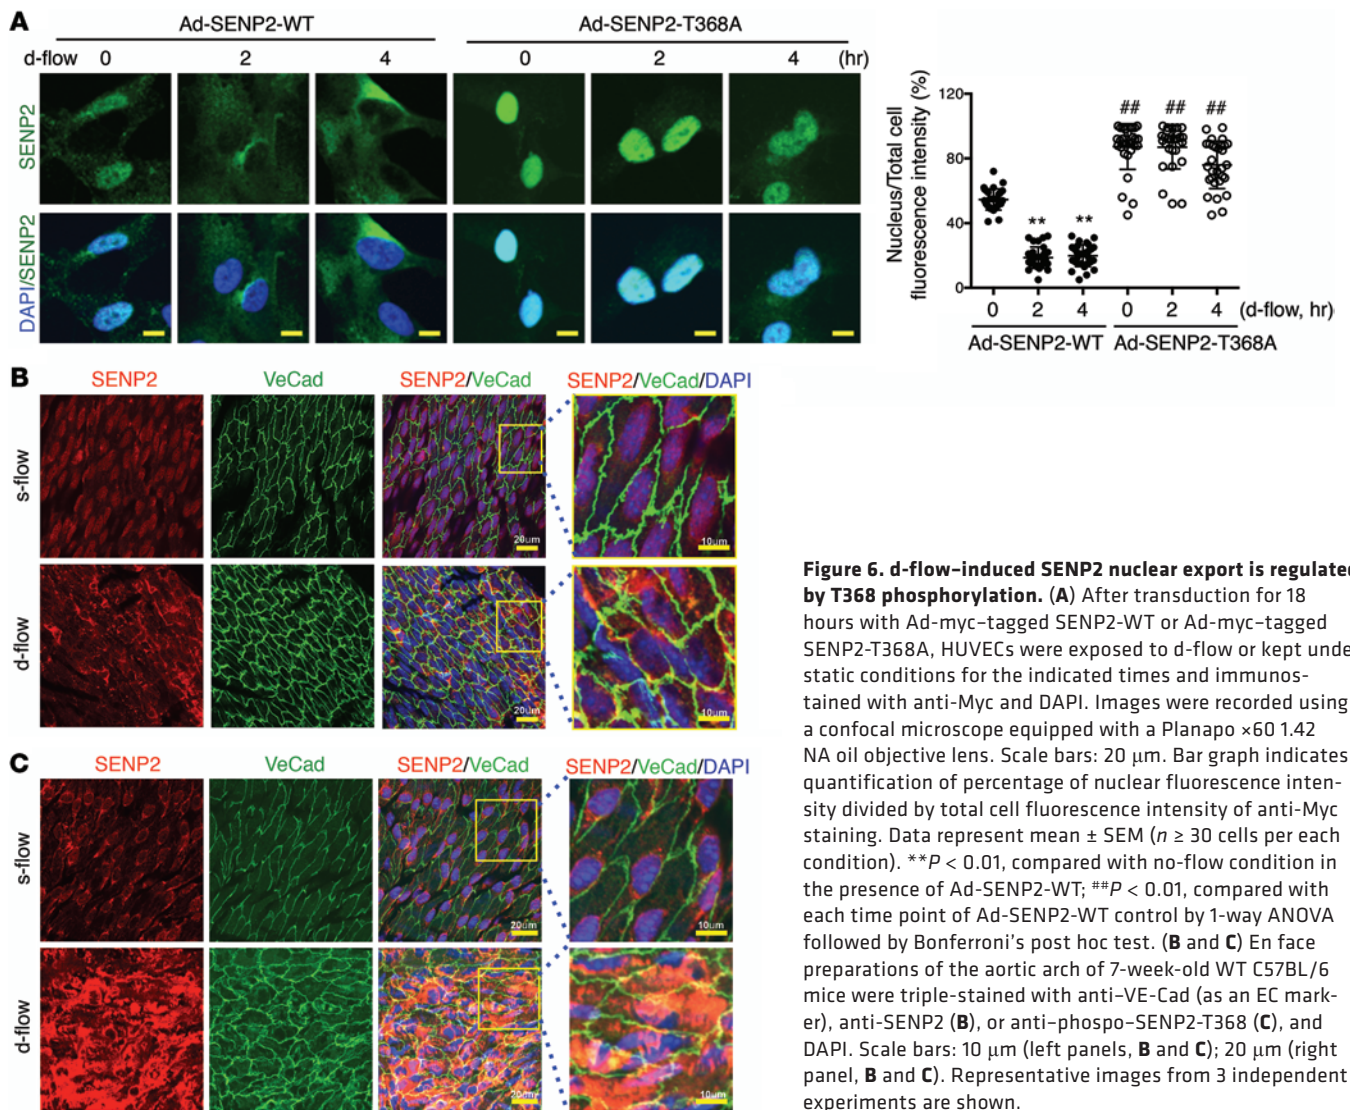 A
Ad-SENP2-WT
Ad-SENP2-T368A
d-flow 0 2 4 0 2 4 (hr)
SENP2
DAPI/SENP2
Nucleus/Total cell
fluorescence intensity (%)
120
80
40
0
** ** ## ## ##
0 2 4 0 2 4 (d-flow, hr)
Ad-SENP2-WT Ad-SENP2-T368A
B
SENP2 VeCad SENP2/VeCad SENP2/VeCad/DAPI
s-flow
20um 10um
d-flow
20um 10um
C
SENP2 VeCad SENP2/VeCad SENP2/VeCad/DAPI
s-flow
20um 10um
d-flow
20um 10um
Figure 6. d-flow–induced SENP2 nuclear export is regulated
by T368 phosphorylation. (A) After transduction for 18
hours with Ad-myc–tagged SENP2-WT or Ad-myc–tagged
SENP2-T368A, HUVECs were exposed to d-flow or kept unde
static conditions for the indicated times and immunos-
tained with anti-Myc and DAPI. Images were recorded using
a confocal microscope equipped with a Planapo ×60 1.42
NA oil objective lens. Scale bars: 20 μm. Bar graph indicates
quantification of percentage of nuclear fluorescence inten-
sity divided by total cell fluorescence intensity of anti-Myc
staining. Data represent mean ± SEM (n ≥ 30 cells per each
condition). **P < 0.01, compared with no-flow condition in
the presence of Ad-SENP2-WT; ##P < 0.01, compared with
each time point of Ad-SENP2-WT control by 1-way ANOVA
followed by Bonferroni's post hoc test. (B and C) En face
preparations of the aortic arch of 7-week-old WT C57BL/6
mice were triple-stained with anti–VE-Cad (as an EC mark-
er), anti-SENP2 (B), or anti–phospo–SENP2-T368 (C), and
DAPI. Scale bars: 10 μm (left panels, B and C); 20 μm (right
panel, B and C). Representative images from 3 independent
experiments are shown.